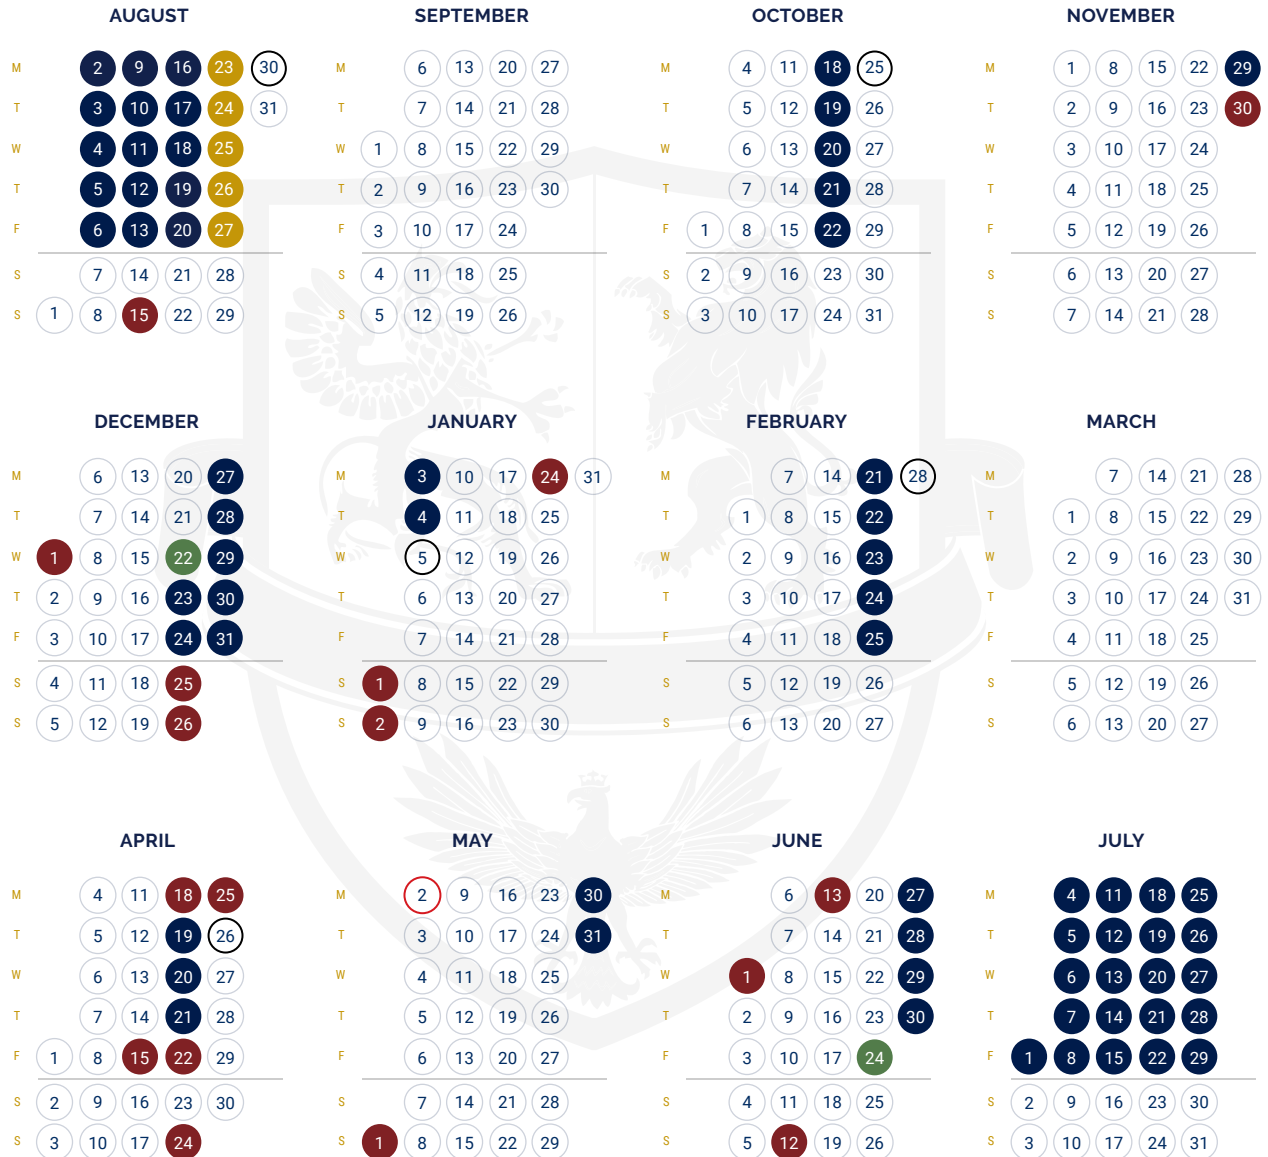 AUGUST SEPTEMBER OCTOBER NOVEMBER
M 2 9 16 23 30 M 6 13 20 27 M 4 11 18 25 M 1 8 15 22 29
T 3 10 17 24 31 T 7 14 21 28 T 5 12 19 26 T 2 9 16 23 30
W 4 11 18 25 W 1 8 15 22 29 W 6 13 20 27 W 3 10 17 24
T 5 12 19 26 T 2 9 16 23 30 T 7 14 21 28 T 4 11 18 25
F 6 13 20 27 F 3 10 17 24 F 1 8 15 22 29 F 5 12 19 26
S 7 14 21 28 S 4 11 18 25 S 2 9 16 23 30 S 6 13 20 27
S 1 8 15 22 29 S 5 12 19 26 S 3 10 17 24 31 S 7 14 21 28
DECEMBER JANUARY FEBRUARY MARCH
M 6 13 20 27 M 3 10 17 24 31 M 7 14 21 28 M 7 14 21 28
T 7 14 21 28 T 4 11 18 25 T 1 8 15 22 T 1 8 15 22 29
W 1 8 15 22 29 W 5 12 19 26 W 2 9 16 23 W 2 9 16 23 30
T 2 9 16 23 30 T 6 13 20 27 T 3 10 17 24 T 3 10 17 24 31
F 3 10 17 24 31 F 7 14 21 28 F 4 11 18 25 F 4 11 18 25
S 4 11 18 25 S 1 8 15 22 29 S 5 12 19 26 S 5 12 19 26
S 5 12 19 26 S 2 9 16 23 30 S 6 13 20 27 S 6 13 20 27
APRIL MAY JUNE JULY
M 4 11 18 25 M 2 9 16 23 30 M 6 13 20 27 M 4 11 18 25
T 5 12 19 26 T 3 10 17 24 31 T 7 14 21 28 T 5 12 19 26
W 6 13 20 27 W 4 11 18 25 W 1 8 15 22 29 W 6 13 20 27
T 7 14 21 28 T 5 12 19 26 T 2 9 16 23 30 T 7 14 21 28
F 1 8 15 22 29 F 6 13 20 27 F 3 10 17 24 F 1 8 15 22 29
S 2 9 16 23 30 S 7 14 21 28 S 4 11 18 25 S 2 9 16 23 30
S 3 10 17 24 S 1 8 15 22 29 S 5 12 19 26 S 3 10 17 24 31